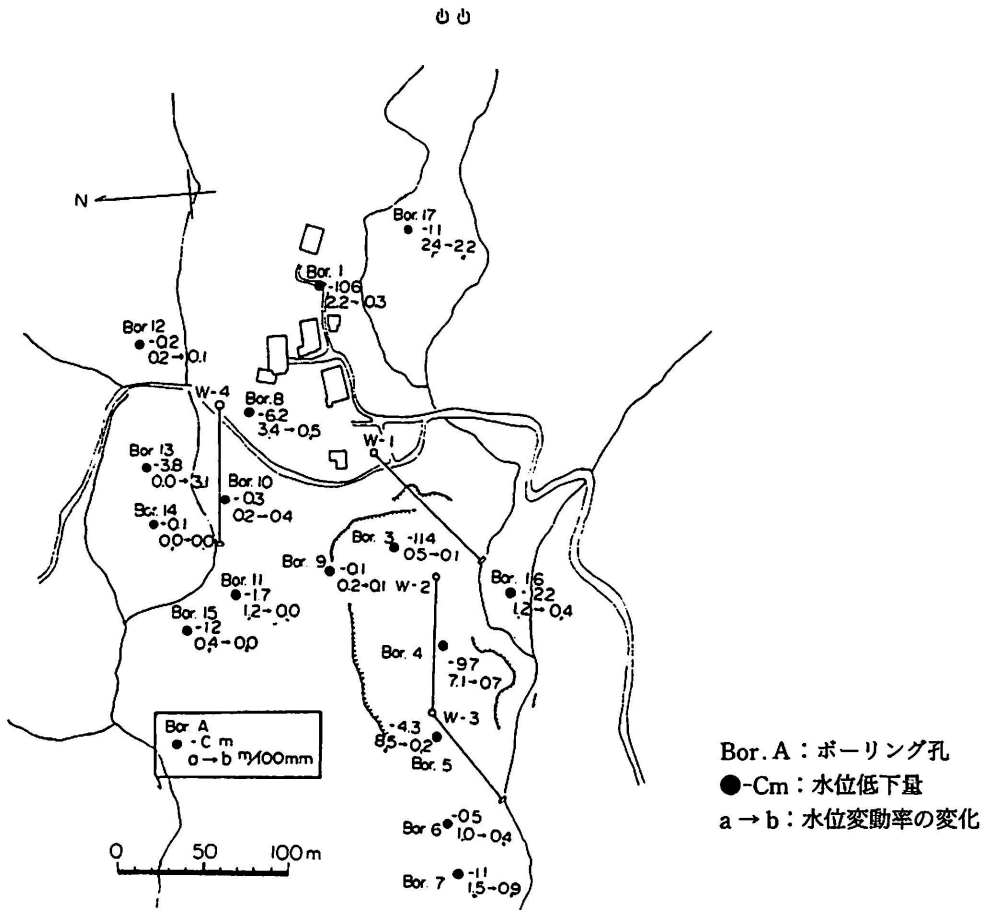 N
Bor. 17
-1.1
2.4→2.2
Bor. 1
-10.6
2.2→0.3
Bor 12
-0.2
0.2→0.1
W-4
Bor. 8
-6.2
3.4→0.5
W-1
Bor 13
-3.8
0.0→3.1
Bor. 10
-0.3
0.2→0.4
Bor. 14
-0.1
0.0→0.0
Bor. 3
-11.4
0.5→0.1
Bor. 9
-0.1
0.2→0.1
W-2
Bor. 16
-2.2
1.2→0.4
Bor. 11
-1.7
1.2→0.0
Bor. 15
-1.2
0.4→0.0
Bor. 4
-9.7
7.1→0.7
W-3
-4.3
8.5→0.2
Bor. 5
Bor. A
-C m
a→b m/100mm
Bor 6
-0.5
1.0→0.4
Bor. 7
-1.1
1.5→0.9
0 50 100 m
Bor. A：ボーリング孔
●-Cm：水位低下量
a→b：水位変動率の変化